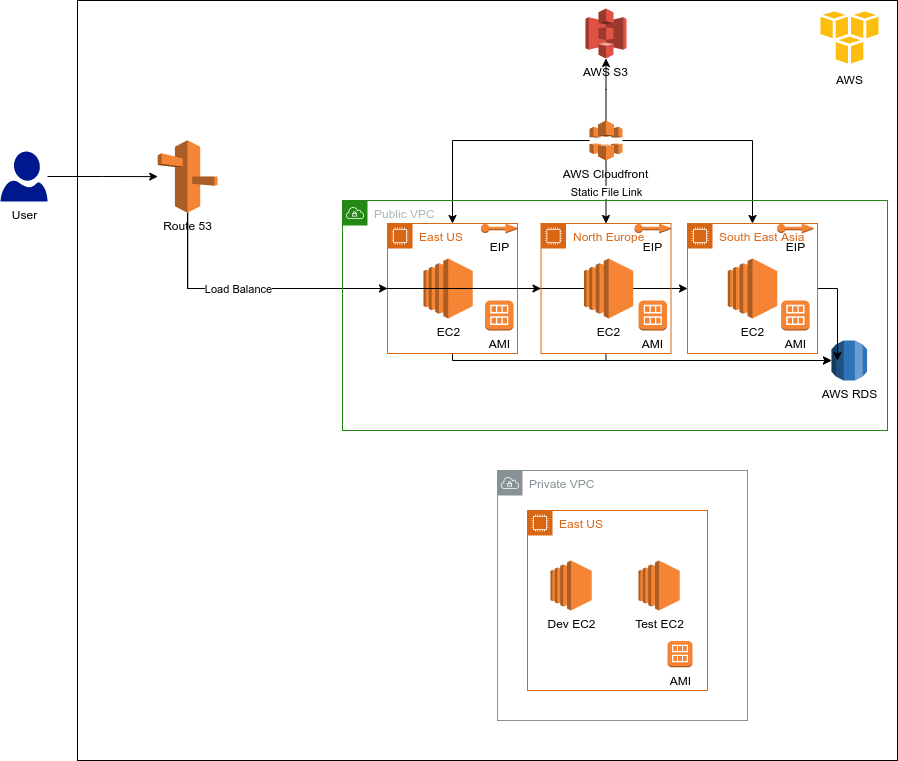 AWS S3
AWS
AWS Cloudfront
Static File Link
User
Route 53
Public VPC
East US
EIP
North Europe
EIP
South East Asia
EIP
Load Balance
EC2
AMI
EC2
AMI
EC2
AMI
AWS RDS
Private VPC
East US
Dev EC2
Test EC2
AMI